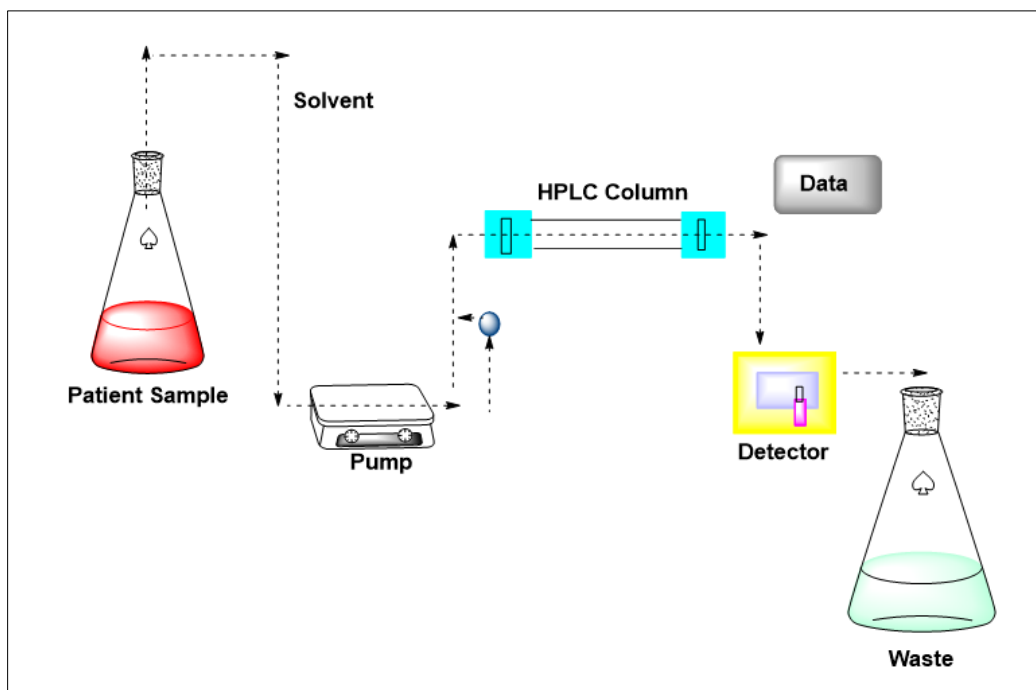 Solvent
Patient Sample
Pump
HPLC Column
Data
Detector
Waste